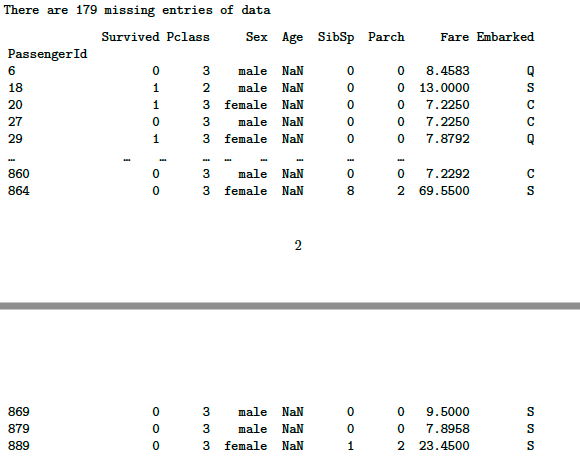 There are 179 missing entries of data
Survived Pclass Sex Age SibSp Parch Fare Embarked
PassengerId
6 0 3 male NaN 0 0 8.4583 Q
18 1 2 male NaN 0 0 13.0000 S
20 1 3 female NaN 0 0 7.2250 C
27 0 3 male NaN 0 0 7.2250 C
29 1 3 female NaN 0 0 7.8792 Q
… … … … … … … … …
860 0 3 male NaN 0 0 7.2292 C
864 0 3 female NaN 8 2 69.5500 S
2
869 0 3 male NaN 0 0 9.5000 S
879 0 3 male NaN 0 0 7.8958 S
889 0 3 female NaN 1 2 23.4500 S